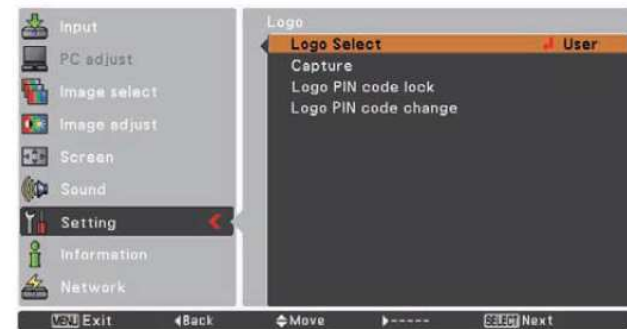 Input
PC adjust
Image select
Image adjust
Screen
Sound
Setting
Information
Network
Logo
Logo Select User
Capture
Logo PIN code lock
Logo PIN code change
MENU Exit Back Move ----- SELECT Next